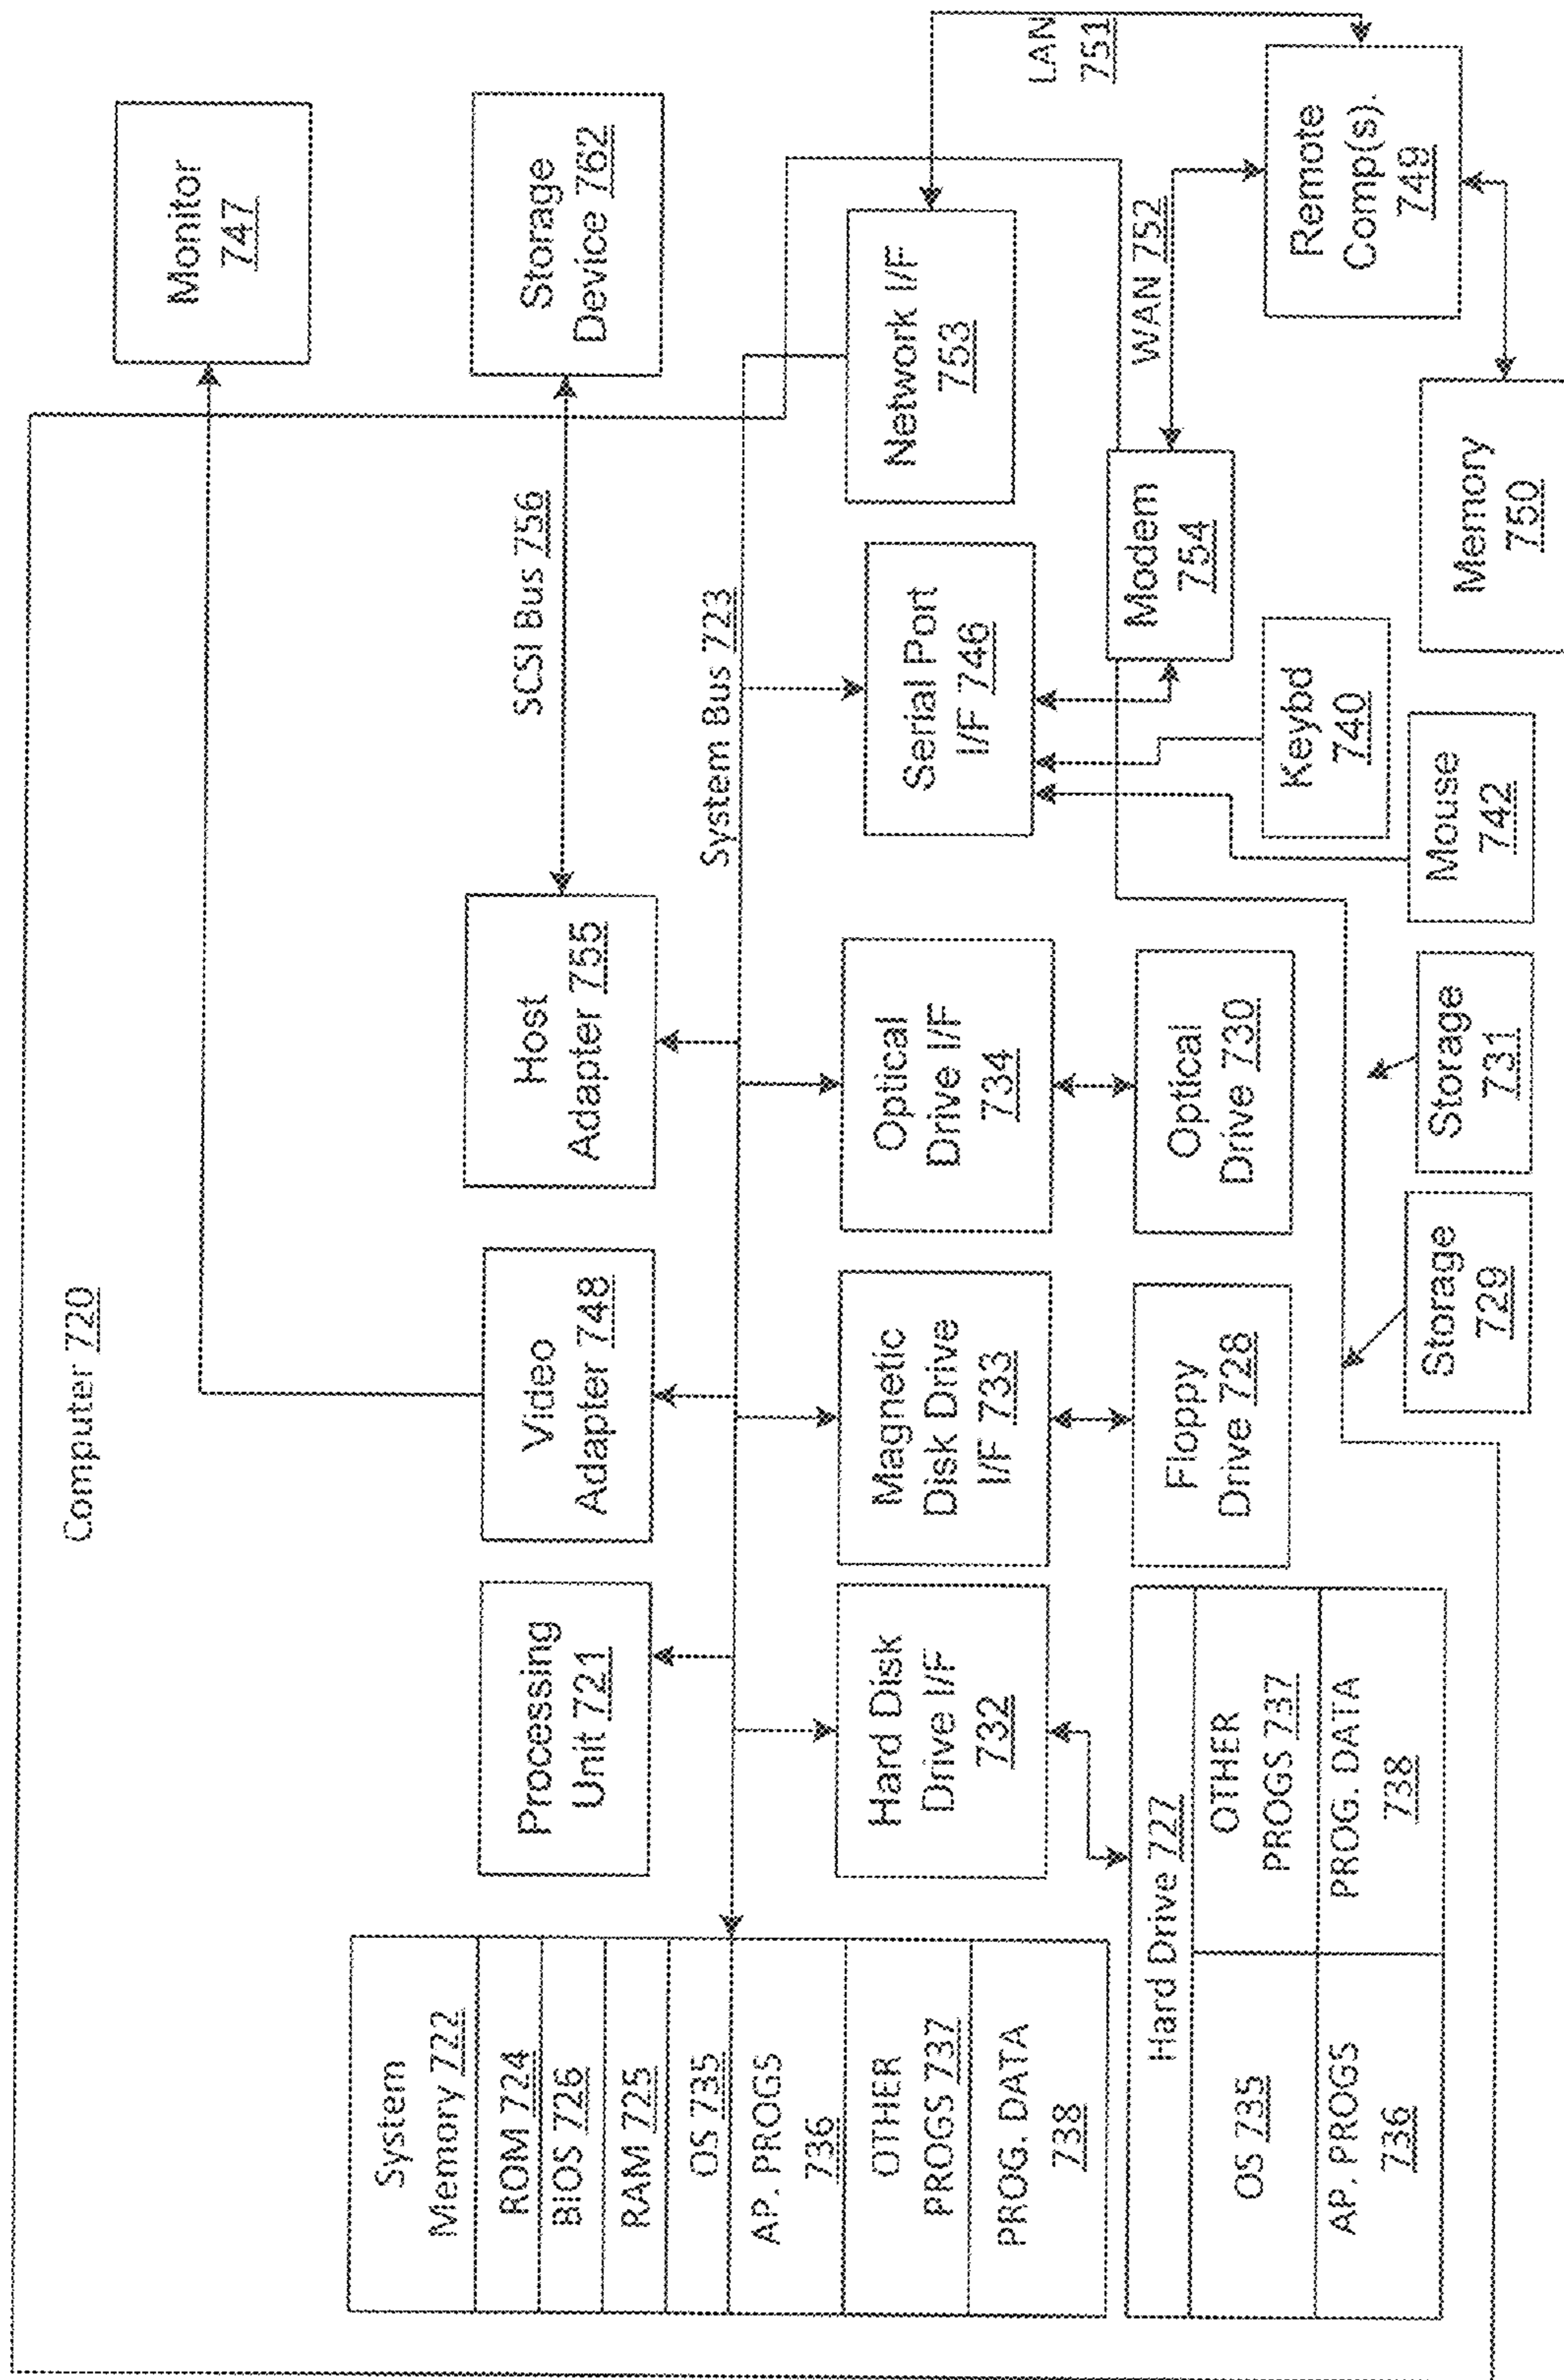 Computer 720
Monitor
747
System
Memory 722
ROM 724
BIOS 726
RAM 725
OS 735
AP. PROGS
736
OTHER
PROGS 737
PROG. DATA
738
Processing
Unit 721
Video
Adapter 748
Host
Adapter 755
SCSI Bus 756
Storage
Device 762
System Bus 723
Hard Disk
Drive I/F
732
Magnetic
Disk Drive
I/F 733
Optical
Drive I/F
734
Serial Port
I/F 746
Network I/F
753
LAN
751
Hard Drive 727
OS 735
OTHER
PROGS 737
AP. PROGS
736
PROG. DATA
738
Floppy
Drive 728
Optical
Drive 730
Modem
754
WAN 752
Remote
Comp(s).
749
Keybd
740
Mouse
742
Storage
729
Storage
731
Memory
750